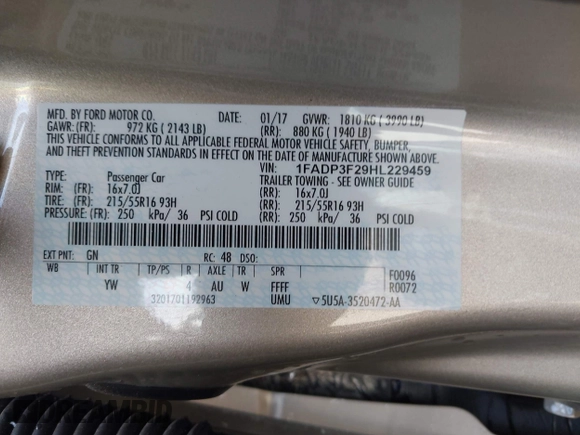 MFD. BY FORD MOTOR CO. DATE: 01/17 GVWR: 1810 KG ( 3990 LB)
GAWR: (FR): 972 KG ( 2143 LB) (RR): 880 KG ( 1940 LB)
THIS VEHICLE CONFORMS TO ALL APPLICABLE FEDERAL MOTOR VEHICLE SAFETY, BUMPER,
AND THEFT PREVENTION STANDARDS IN EFFECT ON THE DATE OF MANUFACTURE SHOWN ABOVE.
VIN: 1FADP3F29HL229459
TYPE: Passenger Car TRAILER TOWING - SEE OWNER GUIDE
RIM: (FR) 16x7.0J (RR) 16x7.0J
TIRE: (FR) 215/55R16 93H (RR) 215/55R16 93H
PRESSURE: (FR) 250 kPa/ 36 PSI COLD (RR) 250 kPa/ 36 PSI COLD
EXT PNT: GN RC: 48 DSO:
WB INT TR TP/PS R AXLE TR SPR F0096
YW 4 AU W FFFF R0072
3201701192963 UMU ▽5U5A-3520472-AA